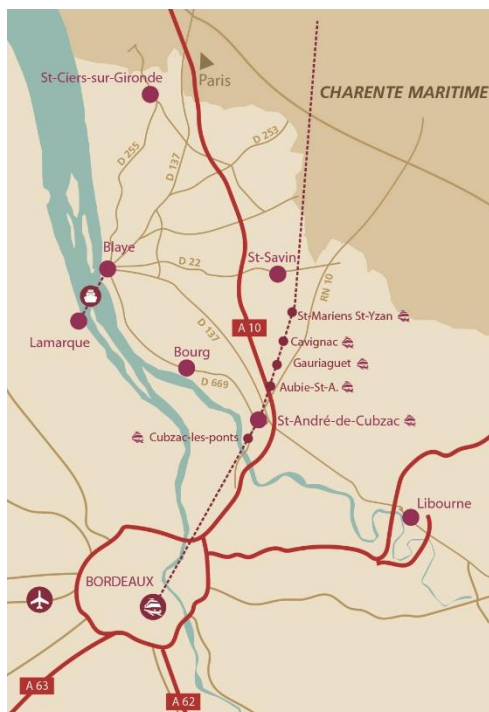 St-Ciers-sur-Gironde
Paris
CHARENTE MARITIME
D 255
D 137
D 253
Blaye
D 22
St-Savin
RN 10
St-Mariens St-Yzan
Lamarque
A 10
Cavignac
D 137
Bourg
Gauriaguet
D 669
Aubie-St-A.
St-André-de-Cubzac
Cubzac-les-ponts
Libourne
BORDEAUX
A 63
A 62